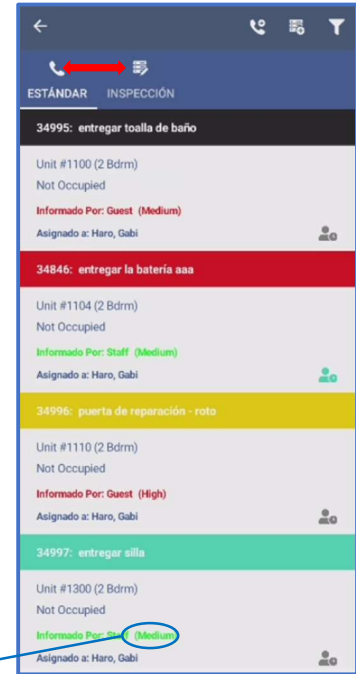 ESTÁNDAR INSPECCIÓN
34995: entregar toalla de baño
Unit #1100 (2 Bdrm)
Not Occupied
Informado Por: Guest (Medium)
Asignado a: Haro, Gabi
34846: entregar la batería aaa
Unit #1104 (2 Bdrm)
Not Occupied
Informado Por: Staff (Medium)
Asignado a: Haro, Gabi
34996: puerta de reparación - roto
Unit #1110 (2 Bdrm)
Not Occupied
Informado Por: Guest (High)
Asignado a: Haro, Gabi
34997: entregar silla
Unit #1300 (2 Bdrm)
Not Occupied
Informado Por: Staff (Medium)
Asignado a: Haro, Gabi